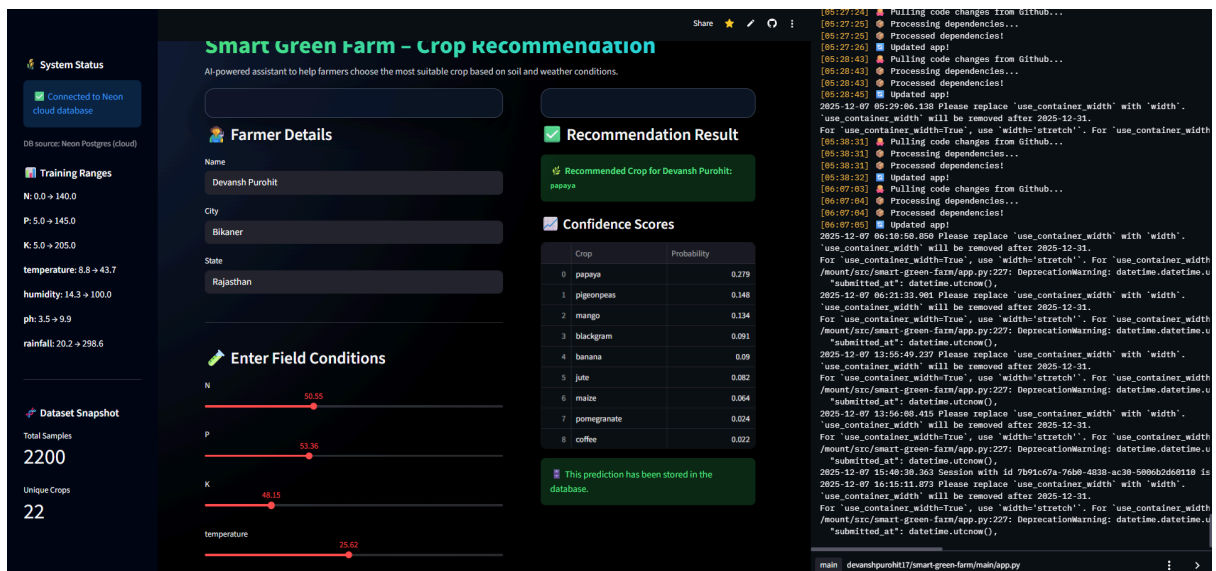 Share
System Status
Connected to Neon
cloud database
DB source: Neon Postgres (cloud)
Training Ranges
N: 0.0 → 140.0
P: 5.0 → 145.0
K: 5.0 → 205.0
temperature: 8.8 → 43.7
humidity: 14.3 → 100.0
ph: 3.5 → 9.9
rainfall: 20.2 → 298.6
Dataset Snapshot
Total Samples
2200
Unique Crops
22
Smart Green Farm – Crop Recommendation
AI-powered assistant to help farmers choose the most suitable crop based on soil and weather conditions.
Farmer Details
Name
Devansh Purohit
City
Bikaner
State
Rajasthan
Enter Field Conditions
N
50.55
P
53.36
K
48.15
temperature
25.62
Recommendation Result
Recommended Crop for Devansh Purohit:
papaya
Confidence Scores
Crop Probability
0 papaya 0.279
1 pigeonpeas 0.148
2 mango 0.134
3 blackgram 0.091
4 banana 0.09
5 jute 0.082
6 maize 0.064
7 pomegranate 0.024
8 coffee 0.022
This prediction has been stored in the
database.
[05:27:24] Pulling code changes from Github...
[05:27:25] Processing dependencies...
[05:27:25] Processed dependencies!
[05:27:26] Updated app!
[05:28:43] Pulling code changes from Github...
[05:28:43] Processing dependencies...
[05:28:43] Processed dependencies!
[05:28:45] Updated app!
2025-12-07 05:29:06.138 Please replace `use_container_width` with `width`.
`use_container_width` will be removed after 2025-12-31.
For `use_container_width=True`, use `width='stretch'`. For `use_container_width
[05:38:31] Pulling code changes from Github...
[05:38:31] Processing dependencies...
[05:38:31] Processed dependencies!
[05:38:32] Updated app!
[06:07:03] Pulling code changes from Github...
[06:07:04] Processing dependencies...
[06:07:04] Processed dependencies!
[06:07:05] Updated app!
2025-12-07 06:10:50.850 Please replace `use_container_width` with `width`.
`use_container_width` will be removed after 2025-12-31.
For `use_container_width=True`, use `width='stretch'`. For `use_container_width
/mount/src/smart-green-farm/app.py:227: DeprecationWarning: datetime.datetime.u
"submitted_at": datetime.utcnow(),
2025-12-07 06:21:33.901 Please replace `use_container_width` with `width`.
`use_container_width` will be removed after 2025-12-31.
For `use_container_width=True`, use `width='stretch'`. For `use_container_width
/mount/src/smart-green-farm/app.py:227: DeprecationWarning: datetime.datetime.u
"submitted_at": datetime.utcnow(),
2025-12-07 13:55:49.237 Please replace `use_container_width` with `width`.
`use_container_width` will be removed after 2025-12-31.
For `use_container_width=True`, use `width='stretch'`. For `use_container_width
/mount/src/smart-green-farm/app.py:227: DeprecationWarning: datetime.datetime.u
"submitted_at": datetime.utcnow(),
2025-12-07 13:56:08.415 Please replace `use_container_width` with `width`.
`use_container_width` will be removed after 2025-12-31.
For `use_container_width=True`, use `width='stretch'`. For `use_container_width
/mount/src/smart-green-farm/app.py:227: DeprecationWarning: datetime.datetime.u
"submitted_at": datetime.utcnow(),
2025-12-07 15:40:30.363 Session with id 7b91c67a-76b0-4838-ac30-5006b2d60110 is
2025-12-07 16:15:11.873 Please replace `use_container_width` with `width`.
`use_container_width` will be removed after 2025-12-31.
For `use_container_width=True`, use `width='stretch'`. For `use_container_width
/mount/src/smart-green-farm/app.py:227: DeprecationWarning: datetime.datetime.u
"submitted_at": datetime.utcnow(),
main devanshpurohit17/smart-green-farm/main/app.py